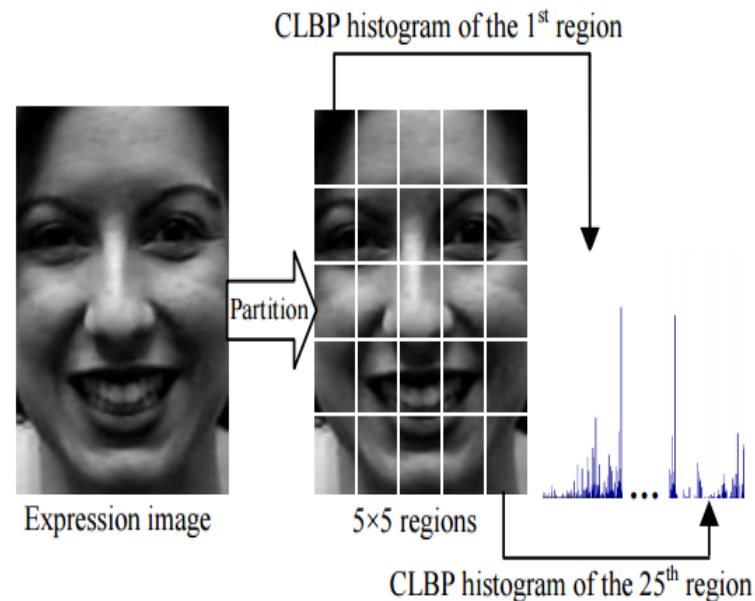 CLBP histogram of the 1st region
Partition
Expression image
5×5 regions
CLBP histogram of the 25th region